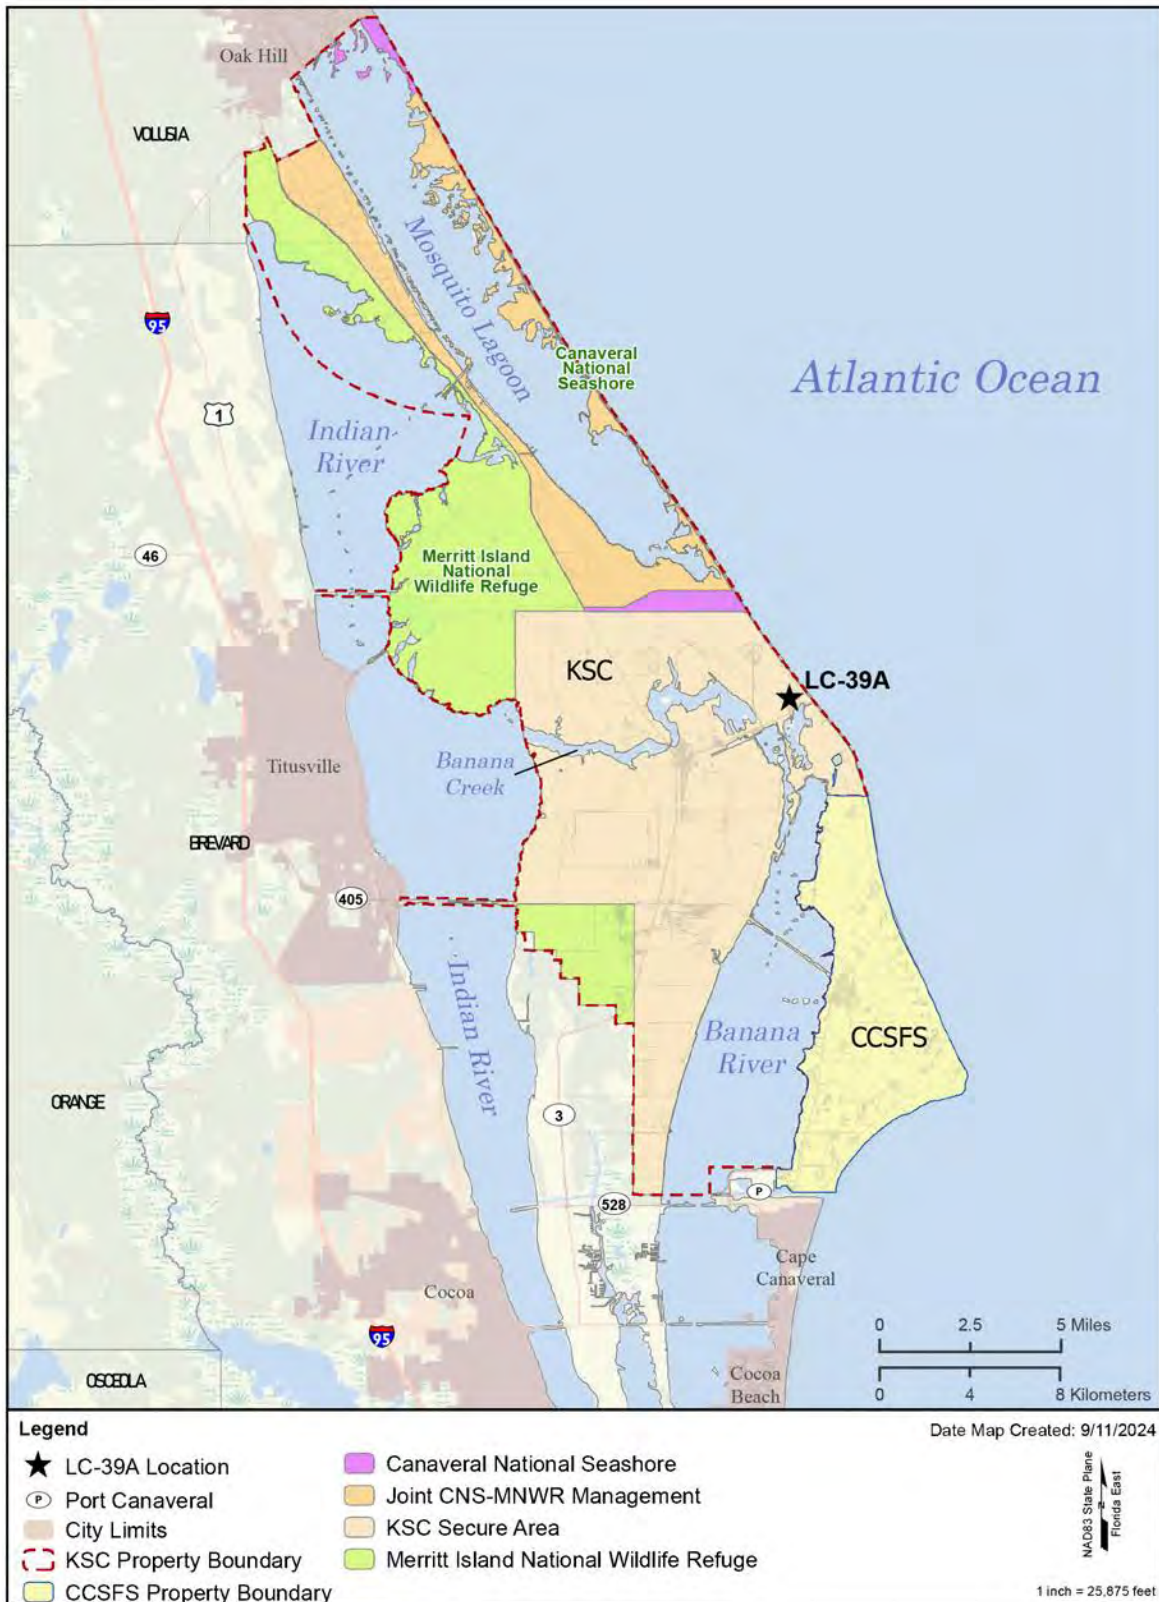 Oak Hill
VOLUSIA
95
Mosquito Lagoon
Canaveral
National
Seashore
Atlantic Ocean
1
Indian
River
46
Merritt Island
National
Wildlife Refuge
KSC
LC-39A
Titusville
Banana
Creek
BREVARD
405
Indian River
Banana
River
CCSFS
ORANGE
3
528
P
Cape
Canaveral
Cocoa
95
0 2.5 5 Miles
OSCEOLA
Cocoa
Beach
0 4 8 Kilometers
Legend
Date Map Created: 9/11/2024
LC-39A Location
P Port Canaveral
City Limits
KSC Property Boundary
CCSFS Property Boundary
Canaveral National Seashore
Joint CNS-MNWR Management
KSC Secure Area
Merritt Island National Wildlife Refuge
NAD83 State Plane
Florida East
N
1 inch = 25,875 feet